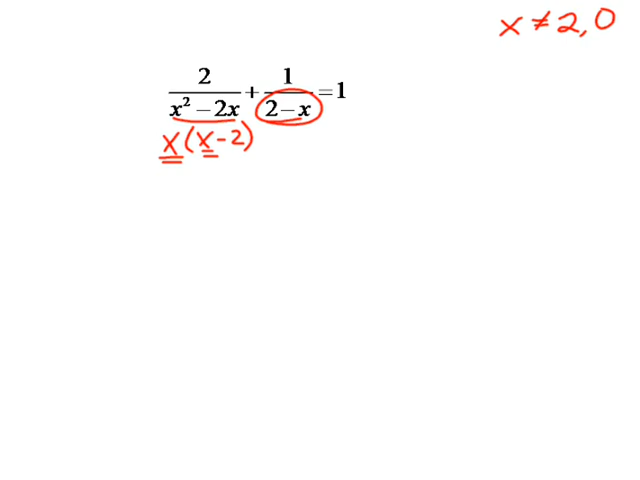 x ≠ 2, 0
2/(x² − 2x) + 1/(2 − x) = 1
x(x - 2)